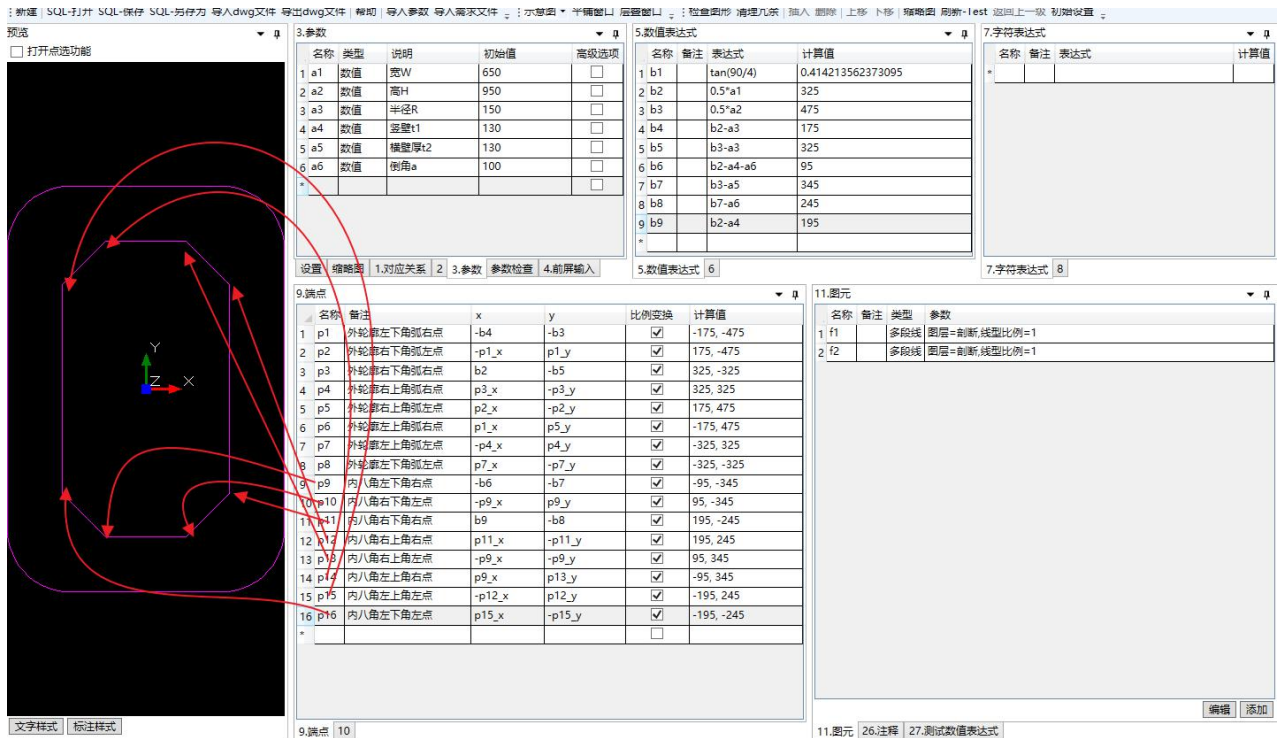 新建 SQL-打开 SQL-保存 SQL-另存为 导入dwg文件 导出dwg文件 帮助 导入参数 导入需求文件 示意图 平铺窗口 层叠窗口 检查图形 清理冗杂 插入 删除 上移 下移 缩略图 刷新-Test 返回上一级 初始设置
预览
打开点选功能
Y
Z X
文字样式 标注样式
3.参数
名称 类型 说明 初始值 高级选项
1 a1 数值 宽W 650
2 a2 数值 高H 950
3 a3 数值 半径R 150
4 a4 数值 竖壁t1 130
5 a5 数值 横壁厚t2 130
6 a6 数值 倒角a 100
*
设置 缩略图 1.对应关系 2 3.参数 参数检查 4.前屏输入
5.数值表达式
名称 备注 表达式 计算值
1 b1 tan(90/4) 0.414213562373095
2 b2 0.5*a1 325
3 b3 0.5*a2 475
4 b4 b2-a3 175
5 b5 b3-a3 325
6 b6 b2-a4-a6 95
7 b7 b3-a5 345
8 b8 b7-a6 245
9 b9 b2-a4 195
*
5.数值表达式 6
7.字符表达式
名称 备注 表达式 计算值
*
7.字符表达式 8
9.端点
名称 备注 x y 比例变换 计算值
1 p1 外轮廓左下角弧右点 -b4 -b3 -175, -475
2 p2 外轮廓右下角弧左点 -p1_x p1_y 175, -475
3 p3 外轮廓右下角弧右点 b2 -b5 325, -325
4 p4 外轮廓右上角弧右点 p3_x -p3_y 325, 325
5 p5 外轮廓右上角弧左点 p2_x -p2_y 175, 475
6 p6 外轮廓左上角弧右点 p1_x p5_y -175, 475
7 p7 外轮廓左上角弧左点 -p4_x p4_y -325, 325
8 p8 外轮廓左下角弧左点 p7_x -p7_y -325, -325
9 p9 内八角左下角右点 -b6 -b7 -95, -345
10 p10 内八角右下角左点 -p9_x p9_y 95, -345
11 p11 内八角右下角右点 b9 -b8 195, -245
12 p12 内八角右上角右点 p11_x -p11_y 195, 245
13 p13 内八角右上角左点 -p9_x -p9_y 95, 345
14 p14 内八角左上角右点 p9_x p13_y -95, 345
15 p15 内八角左上角左点 -p12_x p12_y -195, 245
16 p16 内八角左下角左点 p15_x -p15_y -195, -245
*
9.端点 10
11.图元
名称 备注 类型 参数
1 f1 多段线 图层=剖断,线型比例=1
2 f2 多段线 图层=剖断,线型比例=1
编辑 添加
11.图元 26.注释 27.测试数值表达式